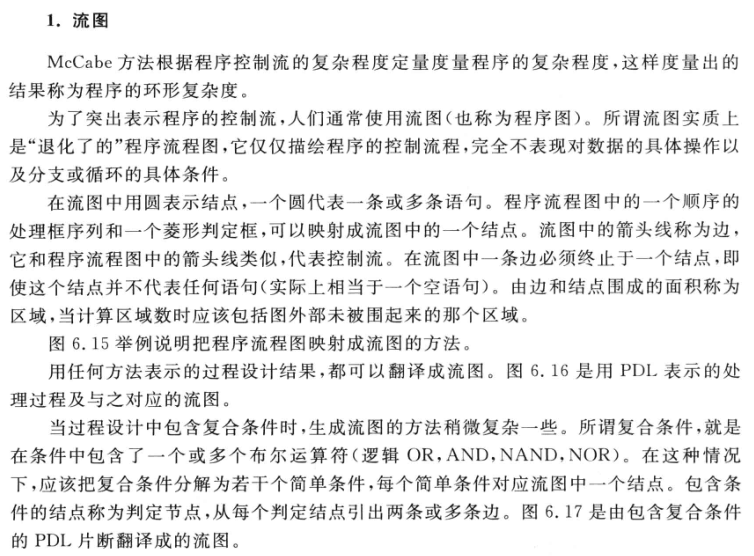 1. 流图
McCabe 方法根据程序控制流的复杂程度定量度量程序的复杂程度,这样度量出的
结果称为程序的环形复杂度。
为了突出表示程序的控制流,人们通常使用流图(也称为程序图)。所谓流图实质上
是“退化了的”程序流程图,它仅仅描绘程序的控制流程,完全不表现对数据的具体操作以
及分支或循环的具体条件。
在流图中用圆表示结点,一个圆代表一条或多条语句。程序流程图中的一个顺序的
处理框序列和一个菱形判定框,可以映射成流图中的一个结点。流图中的箭头线称为边,
它和程序流程图中的箭头线类似,代表控制流。在流图中一条边必须终止于一个结点,即
使这个结点并不代表任何语句(实际上相当于一个空语句)。由边和结点围成的面积称为
区域,当计算区域数时应该包括图外部未被围起来的那个区域。
图 6.15 举例说明把程序流程图映射成流图的方法。
用任何方法表示的过程设计结果,都可以翻译成流图。图 6.16 是用 PDL 表示的处
理过程及与之对应的流图。
当过程设计中包含复合条件时,生成流图的方法稍微复杂一些。所谓复合条件,就是
在条件中包含了一个或多个布尔运算符(逻辑 OR,AND,NAND,NOR)。在这种情况
下,应该把复合条件分解为若干个简单条件,每个简单条件对应流图中一个结点。包含条
件的结点称为判定节点,从每个判定结点引出两条或多条边。图 6.17 是由包含复合条件
的 PDL 片断翻译成的流图。